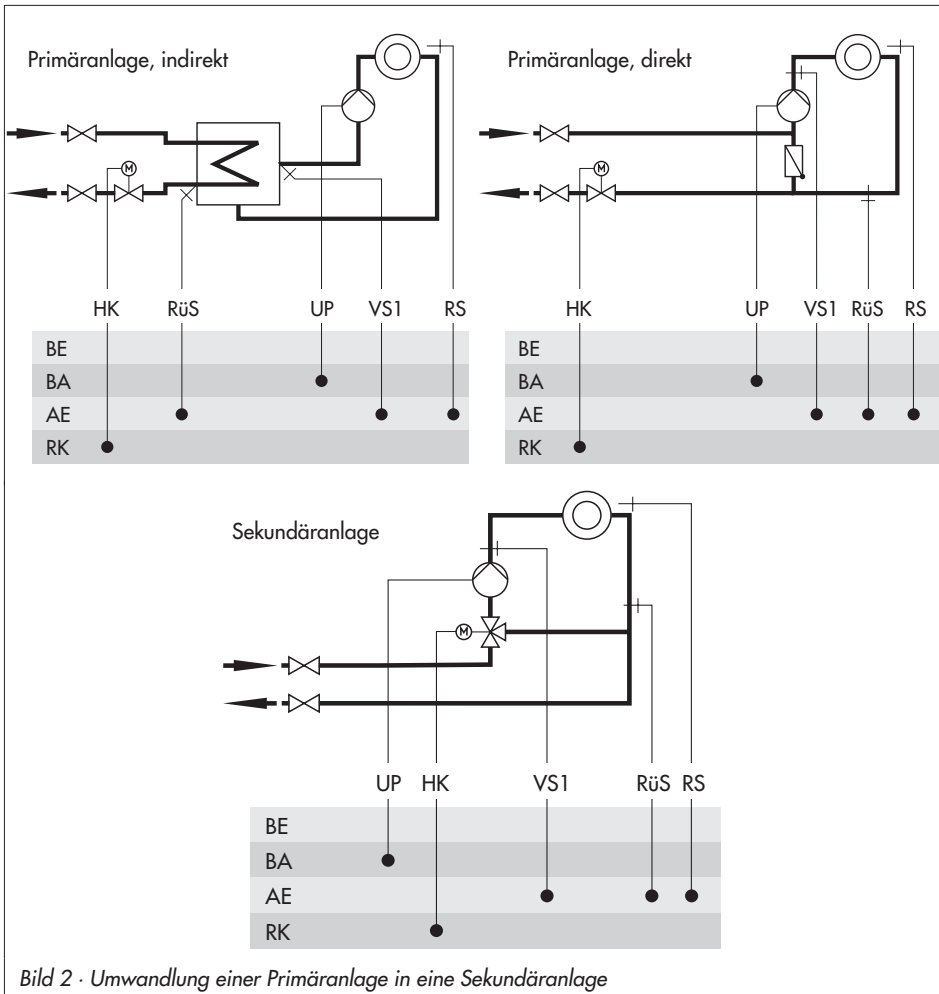 Primäranlage, indirekt
M
HK RüS UP VS1 RS
BE
BA
AE
RK
Primäranlage, direkt
M
HK UP VS1 RüS RS
BE
BA
AE
RK
Sekundäranlage
M
UP HK VS1 RüS RS
BE
BA
AE
RK
Bild 2 · Umwandlung einer Primäranlage in eine Sekundäranlage